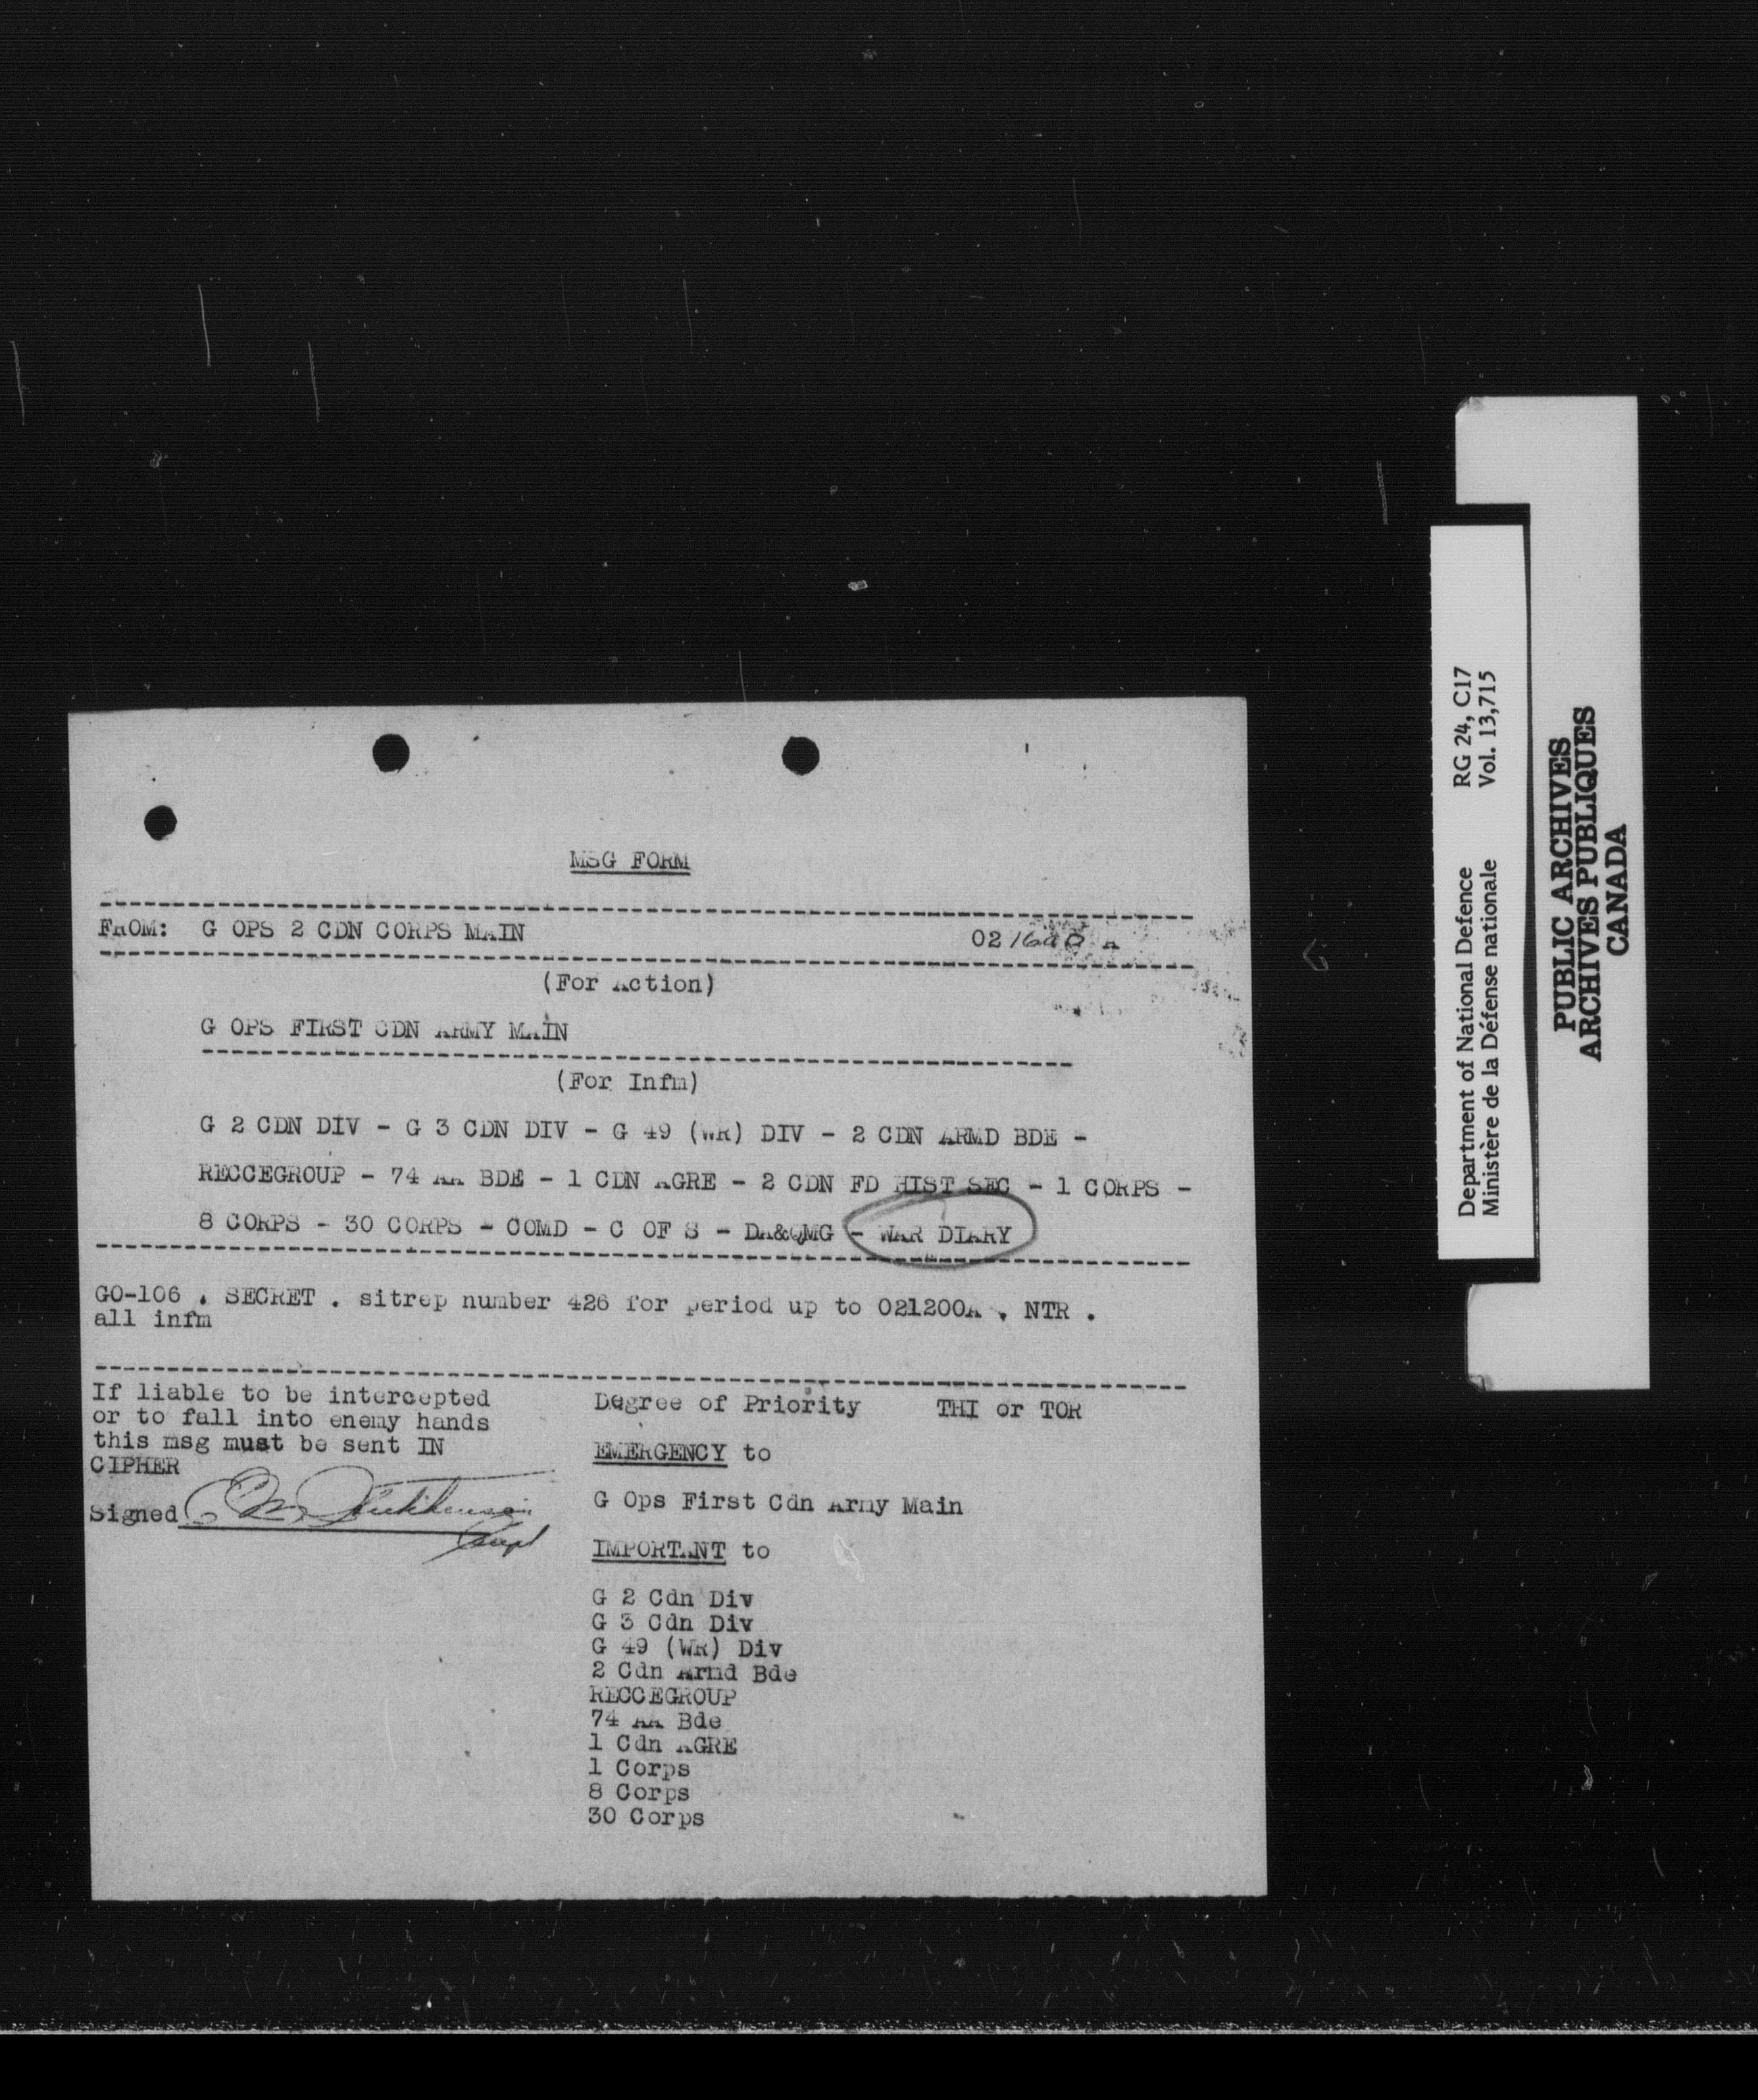 MSG FORM
FROM: G OPS 2 CDN CORPS MAIN 021600 A
(For Action)
G OPS FIRST CDN ARMY MAIN
(For Infm)
G 2 CDN DIV - G 3 CDN DIV - G 49 (WR) DIV - 2 CDN ARMD BDE -
RECCEGROUP - 74 AA BDE - 1 CDN AGRE - 2 CDN FD HIST SEC - 1 CORPS -
8 CORPS - 30 CORPS - COMD - C OF S - DA&QMG - WAR DIARY
GO-106 . SECRET . sitrep number 426 for period up to 021200A . NTR .
all infm
If liable to be intercepted
or to fall into enemy hands
this msg must be sent IN
CIPHER
Signed
Capt
Degree of Priority THI or TOR
EMERGENCY to
G Ops First Cdn Army Main
IMPORTANT to
G 2 Cdn Div
G 3 Cdn Div
G 49 (WR) Div
2 Cdn Armd Bde
RECCEGROUP
74 AA Bde
1 Cdn AGRE
1 Corps
8 Corps
30 Corps
Department of National Defence RG 24, C17
Ministère de la Défense nationale Vol. 13,715
PUBLIC ARCHIVES
ARCHIVES PUBLIQUES
CANADA